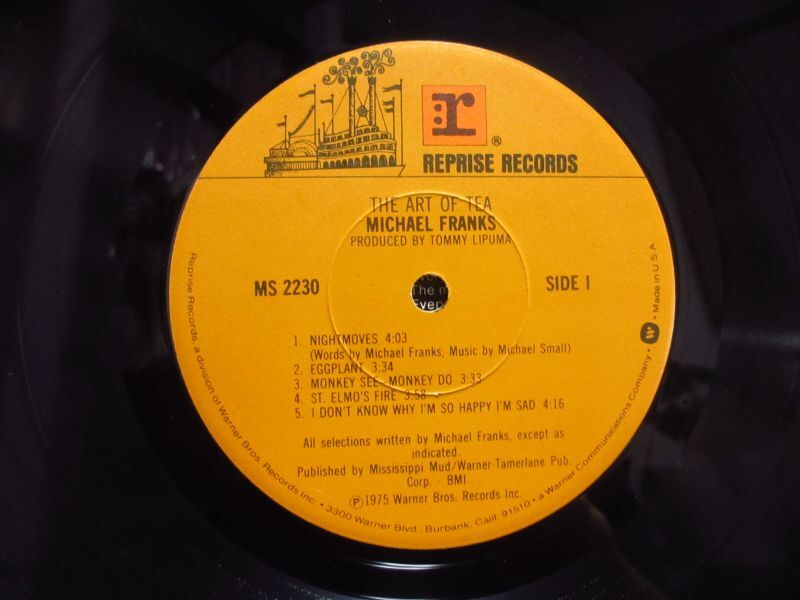 r
®
REPRISE RECORDS
THE ART OF TEA
MICHAEL FRANKS
PRODUCED BY TOMMY LIPUMA
MS 2230
SIDE 1
The m
1. NIGHTMOVES 4:03
(Words by Michael Franks, Music by Michael Small)
2. EGGPLANT 3:34
3. MONKEY SEE- MONKEY DO 3:33
4. ST. ELMO'S FIRE 3:58
5. I DON'T KNOW WHY I'M SO HAPPY I'M SAD 4:16
All selections written by Michael Franks, except as
indicated.
Published by Mississippi Mud/Warner-Tamerlane Pub.
Corp. - BMI
Ⓟ1975 Warner Bros. Records Inc.
Reprise Records, a division of Warner Bros. Records Inc. • 3300 Warner Blvd., Burbank, Calif. 91510 • a Warner Communications Company • W • Made in U.S.A.